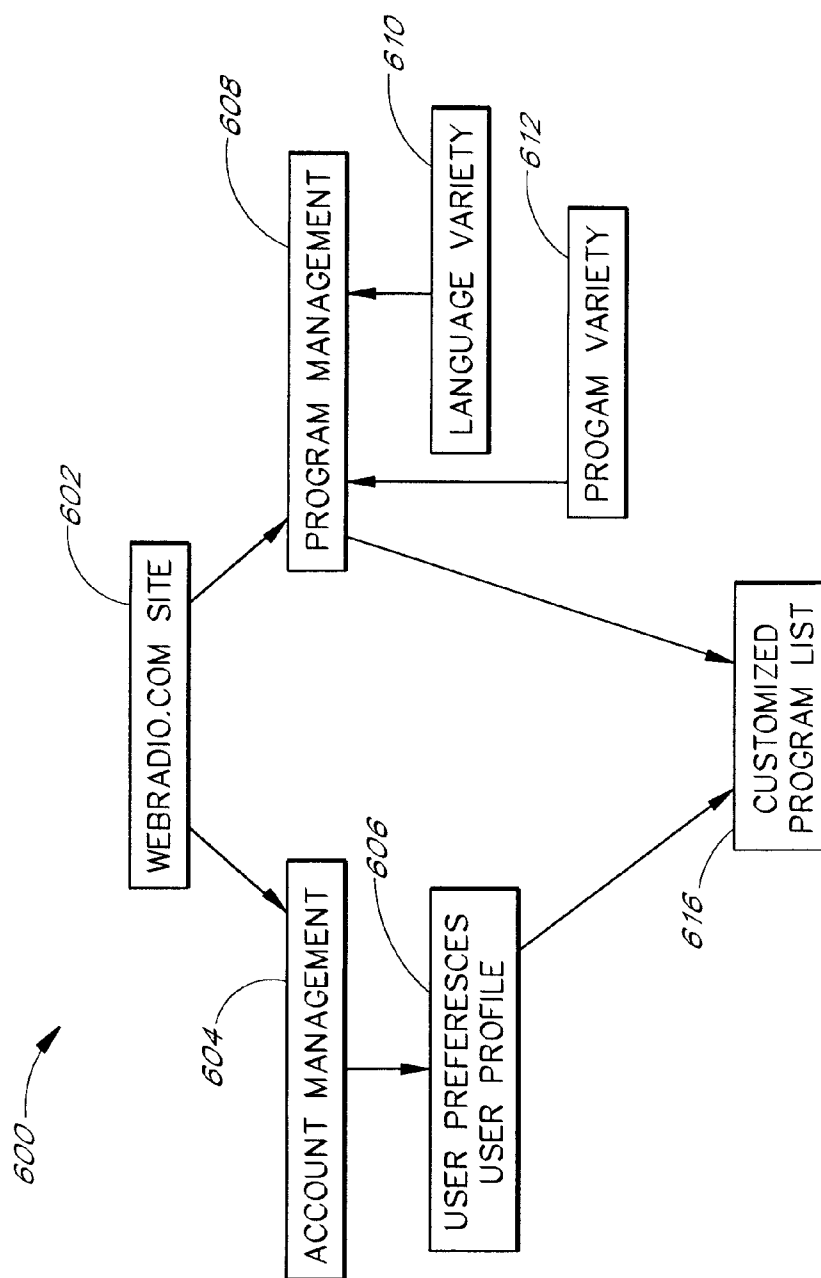 600
602
WEBRADIO.COM SITE
604
ACCOUNT MANAGEMENT
608
PROGRAM MANAGEMENT
606
USER PREFERESCES
USER PROFILE
610
LANGUAGE VARIETY
612
PROGAM VARIETY
616
CUSTOMIZED
PROGRAM LIST